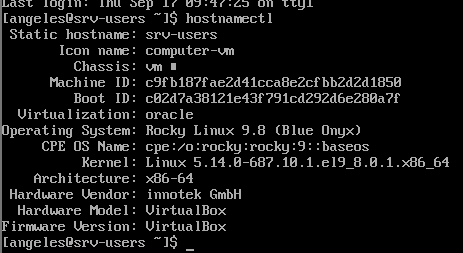 Last login: Thu Sep 17 09:47:25 on tty1
[angeles@srv-users ~]$ hostnamectl
Static hostname: srv-users
Icon name: computer-vm
Chassis: vm
Machine ID: c9fb187fae2d41cca8e2cfbb2d2d1850
Boot ID: c02d7a38121e43f791cd292d6e280a7f
Virtualization: oracle
Operating System: Rocky Linux 9.8 (Blue Onyx)
CPE OS Name: cpe:/o:rocky:rocky:9::baseos
Kernel: Linux 5.14.0-687.10.1.el9_8.0.1.x86_64
Architecture: x86-64
Hardware Vendor: innotek GmbH
Hardware Model: VirtualBox
Firmware Version: VirtualBox
[angeles@srv-users ~]$ _